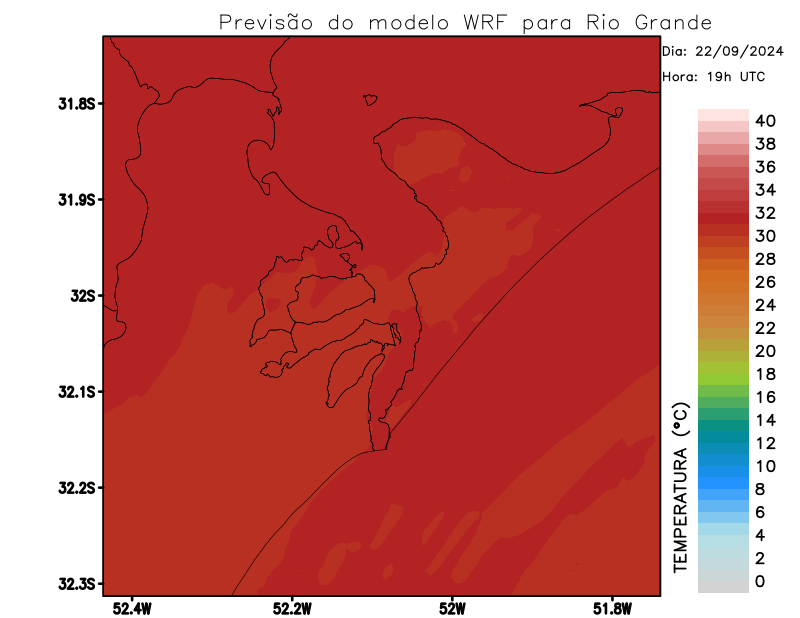 Previsão do modelo WRF para Rio Grande
Dia: 22/09/2024
Hora: 19h UTC
31.8S
31.9S
32S
32.1S
32.2S
32.3S
52.4W
52.2W
52W
51.8W
TEMPERATURA (°C)
40
38
36
34
32
30
28
26
24
22
20
18
16
14
12
10
8
6
4
2
0